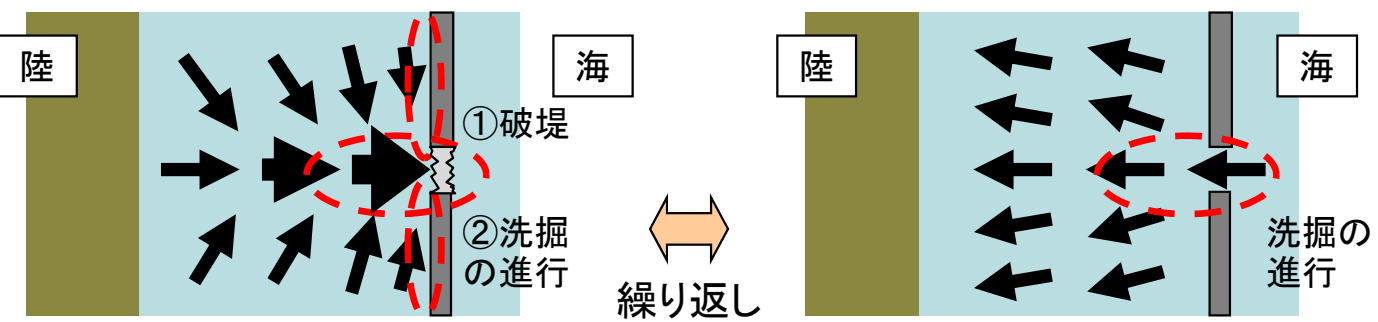 陸
海
①破堤
②洗掘
の進行
繰り返し
陸
海
洗掘の
進行